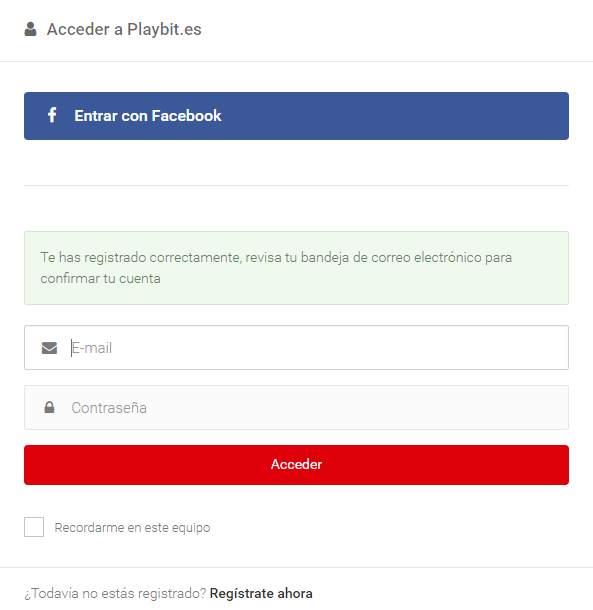 Acceder a Playbit.es
Entrar con Facebook
Te has registrado correctamente, revisa tu bandeja de correo electrónico para
confirmar tu cuenta
E-mail
Contraseña
Acceder
Recordarme en este equipo
¿Todavía no estás registrado? Regístrate ahora